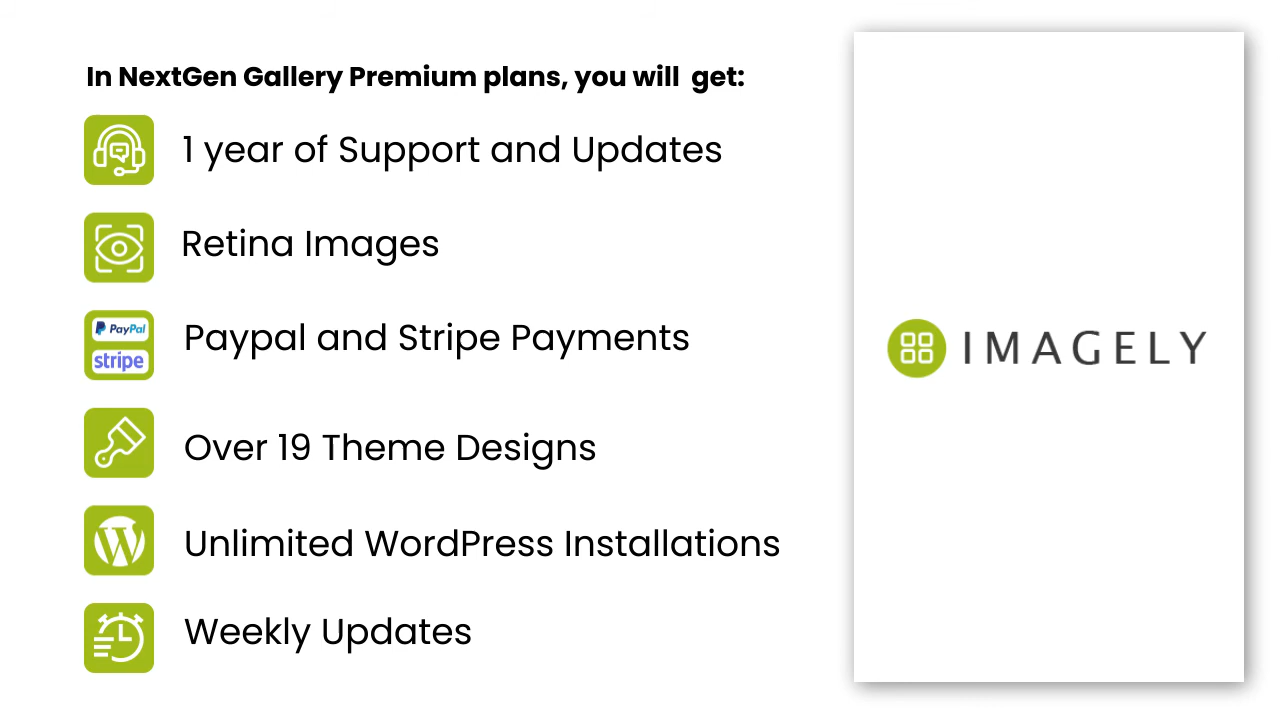 In NextGen Gallery Premium plans, you will  get:
1 year of Support and Updates
Retina Images
PayPal
stripe
Paypal and Stripe Payments
Over 19 Theme Designs
Unlimited WordPress Installations
Weekly Updates
IMAGELY